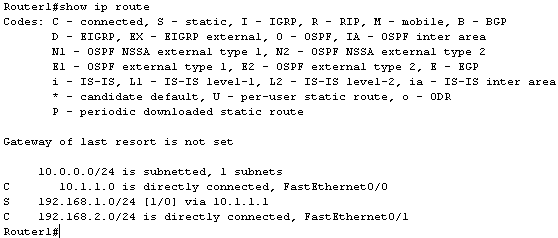 Router1#show ip route
Codes: C - connected, S - static, I - IGRP, R - RIP, M - mobile, B - BGP
       D - EIGRP, EX - EIGRP external, O - OSPF, IA - OSPF inter area
       N1 - OSPF NSSA external type 1, N2 - OSPF NSSA external type 2
       E1 - OSPF external type 1, E2 - OSPF external type 2, E - EGP
       i - IS-IS, L1 - IS-IS level-1, L2 - IS-IS level-2, ia - IS-IS inter area
       * - candidate default, U - per-user static route, o - ODR
       P - periodic downloaded static route
Gateway of last resort is not set
     10.0.0.0/24 is subnetted, 1 subnets
C       10.1.1.0 is directly connected, FastEthernet0/0
S    192.168.1.0/24 [1/0] via 10.1.1.1
C    192.168.2.0/24 is directly connected, FastEthernet0/1
Router1#